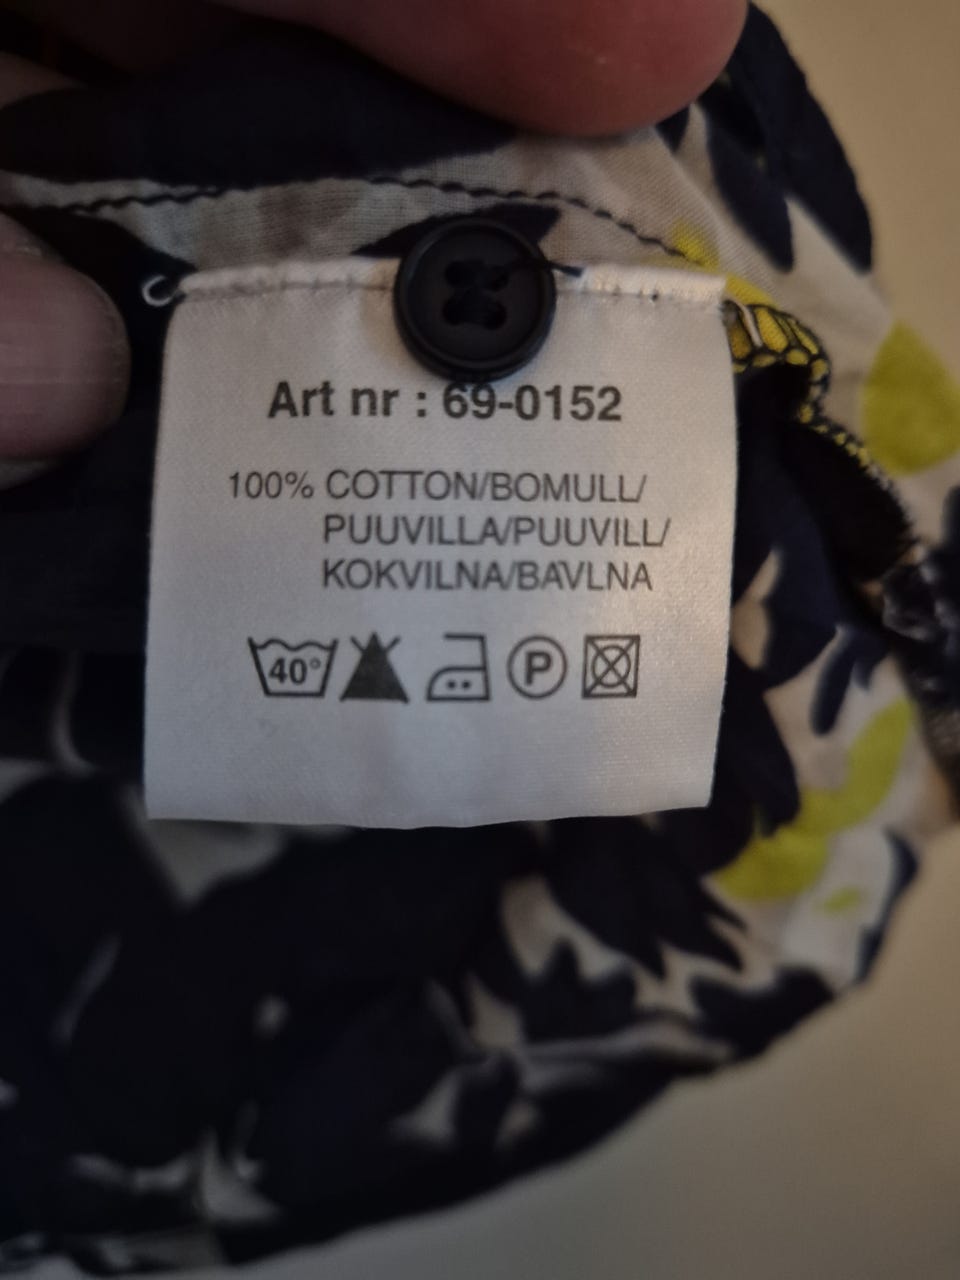 Art nr : 69-0152
100% COTTON/BOMULL/
PUUVILLA/PUUVILL/
KOKVILNA/BAVLNA
40° P